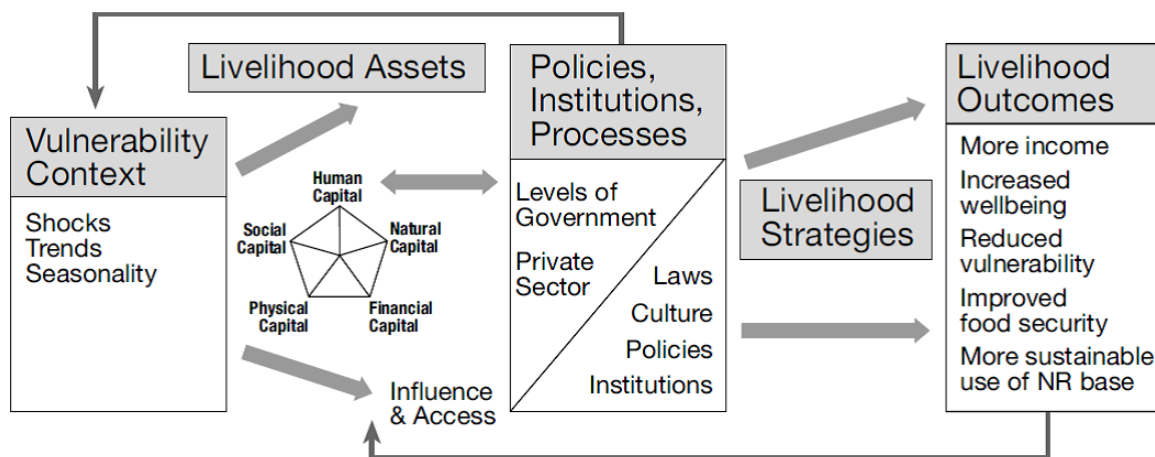 Livelihood Assets
Vulnerability
Context
Shocks
Trends
Seasonality
Human
Capital
Social
Capital
Natural
Capital
Physical
Capital
Financial
Capital
Influence
& Access
Policies,
Institutions,
Processes
Levels of
Government
Private
Sector
Laws
Culture
Policies
Institutions
Livelihood
Strategies
Livelihood
Outcomes
More income
Increased
wellbeing
Reduced
vulnerability
Improved
food security
More sustainable
use of NR base